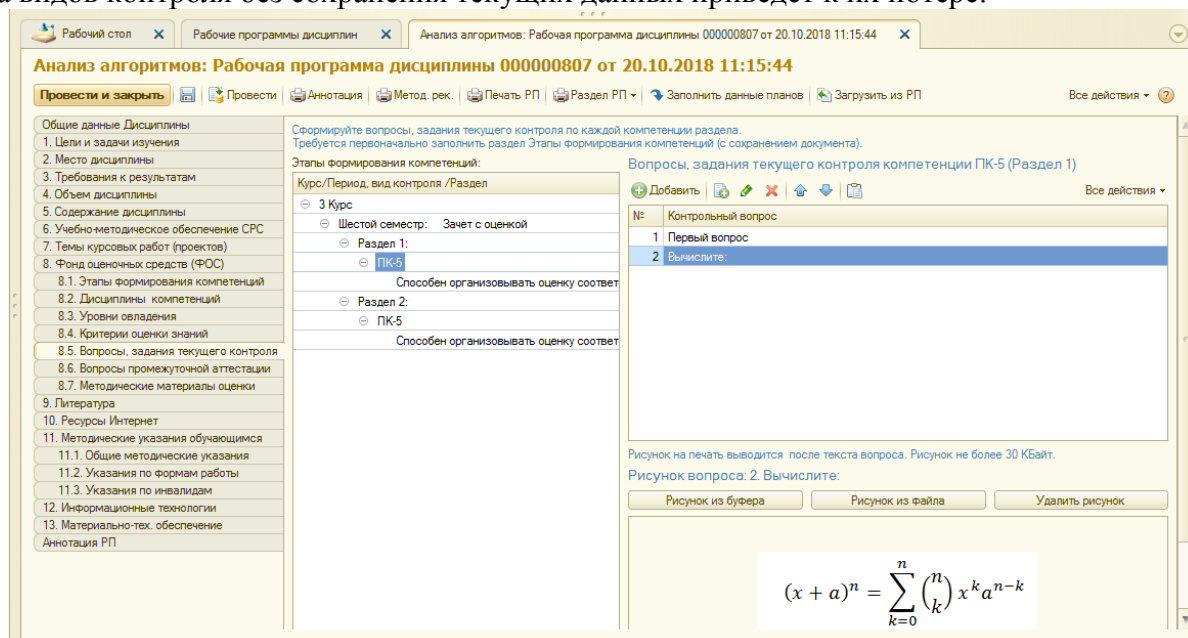 а видов контроля без сохранения текущих данных приведет к их потере.
Рабочий стол
Рабочие программы дисциплин
Анализ алгоритмов: Рабочая программа дисциплины 000000807 от 20.10.2018 11:15:44
Анализ алгоритмов: Рабочая программа дисциплины 000000807 от 20.10.2018 11:15:44
Провести и закрыть Провести Аннотация Метод. рек. Печать РП Раздел РП Заполнить данные планов Загрузить из РП Все действия
Общие данные Дисциплины
1. Цели и задачи изучения
2. Место дисциплины
3. Требования к результатам
4. Объем дисциплины
5. Содержание дисциплины
6. Учебно-методическое обеспечение СРС
7. Темы курсовых работ (проектов)
8. Фонд оценочных средств (ФОС)
8.1. Этапы формирования компетенций
8.2. Дисциплины компетенций
8.3. Уровни овладения
8.4. Критерии оценки знаний
8.5. Вопросы, задания текущего контроля
8.6. Вопросы промежуточной аттестации
8.7. Методические материалы оценки
9. Литература
10. Ресурсы Интернет
11. Методические указания обучающимся
11.1. Общие методические указания
11.2. Указания по формам работы
11.3. Указания по инвалидам
12. Информационные технологии
13. Материально-тех. обеспечение
Аннотация РП
Сформируйте вопросы, задания текущего контроля по каждой компетенции раздела.
Требуется первоначально заполнить раздел Этапы формирования компетенций (с сохранением документа).
Этапы формирования компетенций:
Курс/Период, вид контроля /Раздел
3 Курс
Шестой семестр: Зачет с оценкой
Раздел 1:
ПК-5
Способен организовывать оценку соответ
Раздел 2:
ПК-5
Способен организовывать оценку соответ
Вопросы, задания текущего контроля компетенции ПК-5 (Раздел 1)
Добавить Все действия
№ Контрольный вопрос
1 Первый вопрос
2 Вычислите:
Рисунок на печать выводится после текста вопроса. Рисунок не более 30 КБайт.
Рисунок вопроса: 2. Вычислите:
Рисунок из буфера Рисунок из файла Удалить рисунок
(x + a)^n = ∑_{k=0}^{n} (n k) x^k a^{n−k}